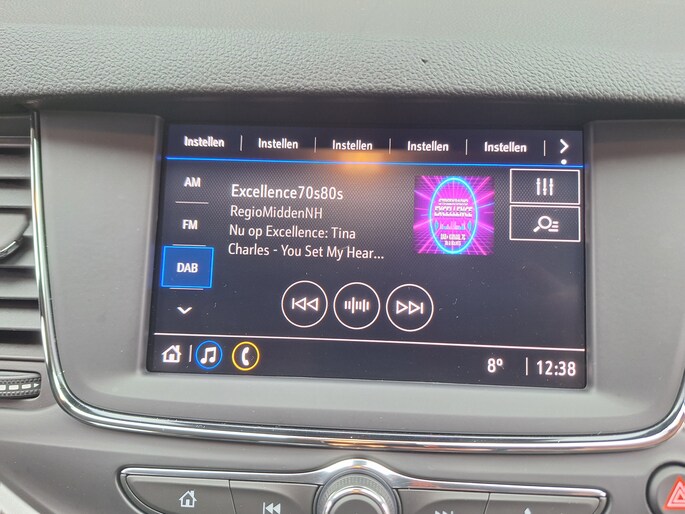 Instellen Instellen Instellen Instellen Instellen
AM
FM
DAB
Excellence70s80s
RegioMiddenNH
Nu op Excellence: Tina
Charles - You Set My Hear...
EXCELLENCE
8° 12:38